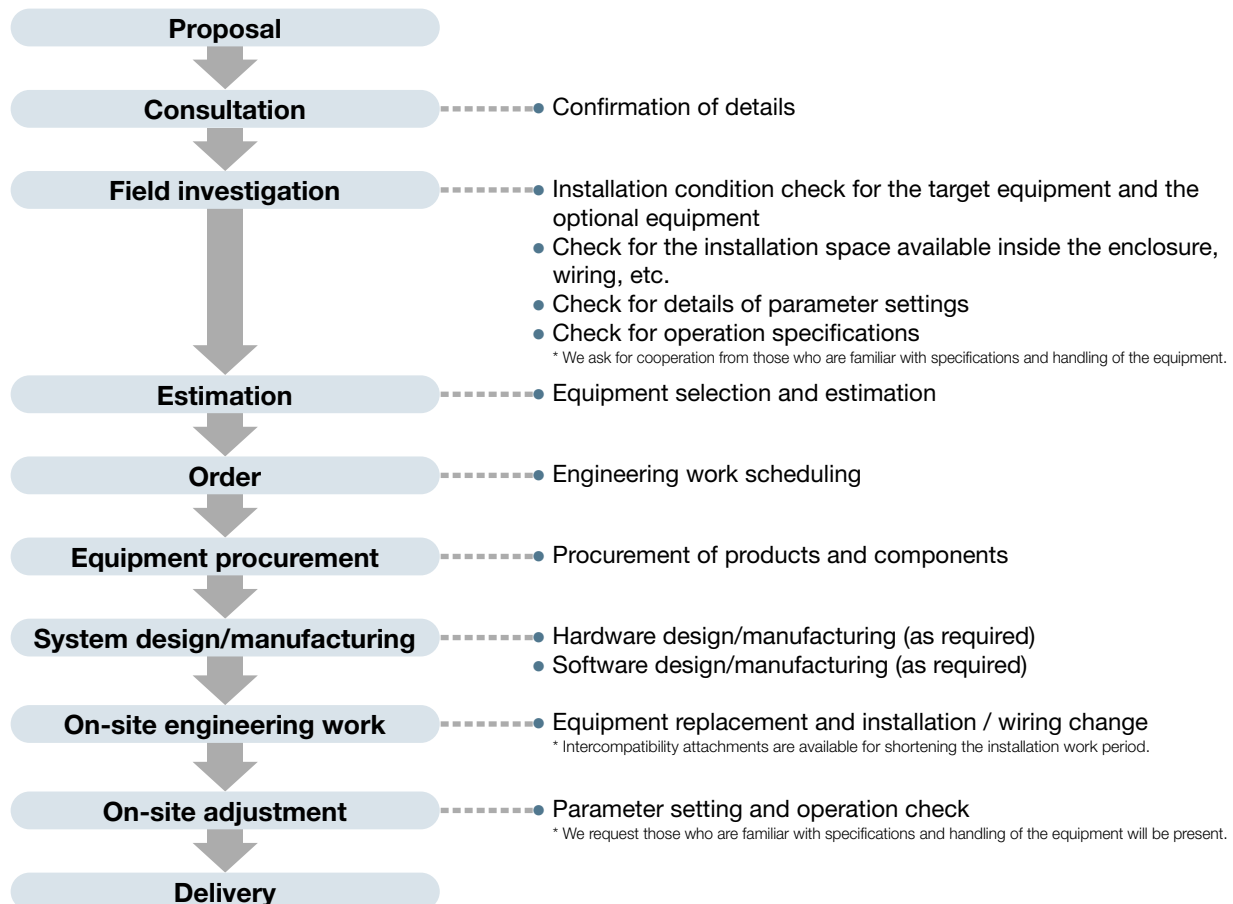 Proposal
Consultation
Confirmation of details
Field investigation
Installation condition check for the target equipment and the
optional equipment
Check for the installation space available inside the enclosure,
wiring, etc.
Check for details of parameter settings
Check for operation specifications
* We ask for cooperation from those who are familiar with specifications and handling of the equipment.
Estimation
Equipment selection and estimation
Order
Engineering work scheduling
Equipment procurement
Procurement of products and components
System design/manufacturing
Hardware design/manufacturing (as required)
Software design/manufacturing (as required)
On-site engineering work
Equipment replacement and installation / wiring change
* Intercompatibility attachments are available for shortening the installation work period.
On-site adjustment
Parameter setting and operation check
* We request those who are familiar with specifications and handling of the equipment will be present.
Delivery